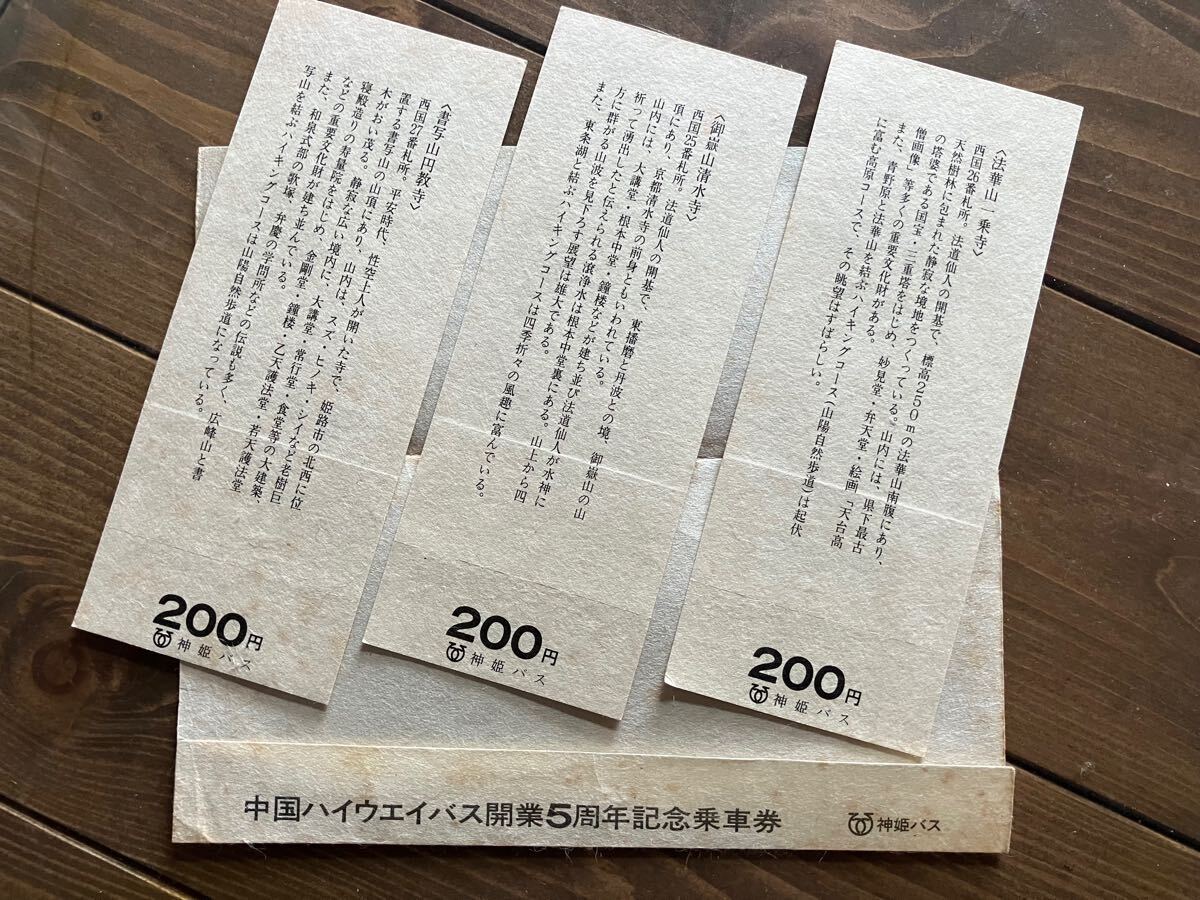 〈書写山円教寺〉
西国27番札所。平安時代、性空上人が開いた寺で、姫路市の北西に位
置する書写山の山頂にあり、山内は、スズ・ヒノキ・シイなど老樹巨
木がおい茂る。静寂な広い境内に、大講堂・常行堂・食堂等の大建築、
寝殿造りの寿量院をはじめ、金剛堂・鐘楼・乙天護法堂・若天護法堂
などの重要文化財が建ち並んでいる。
また、和泉式部の歌塚、弁慶の学問所などの伝説も多く、広峰山と書
写山を結ぶハイキングコースは山陽自然歩道になっている。
200円
神姫バス
〈御嶽山清水寺〉
西国25番札所。法道仙人の開基で、東播磨と丹波との境、御嶽山の山
頂にあり、京都清水寺の前身ともいわれている。
山内には、大講堂・根本中堂・鐘楼などが建ち並び法道仙人が水神に
祈って湧出したと伝えられる滾浄水は根本中堂裏にある。山上から四
方に群がる山波を見下ろす展望は雄大である。
また、東条湖と結ぶハイキングコースは四季折々の風趣に富んでいる。
200円
神姫バス
〈法華山一乗寺〉
西国26番札所。法道仙人の開基で、標高250mの法華山南腹にあり、
天然樹林に包まれた静寂な境地をつくっている。山内には、県下最古
の塔婆である国宝・三重塔をはじめ、妙見堂・弁天堂・絵画「天台高
僧画像」等多くの重要文化財がある。
また、青野原と法華山を結ぶハイキングコース(山陽自然歩道)は起伏
に富む高原コースで、その眺望はすばらしい。
200円
神姫バス
中国ハイウエイバス開業5周年記念乗車券
神姫バス